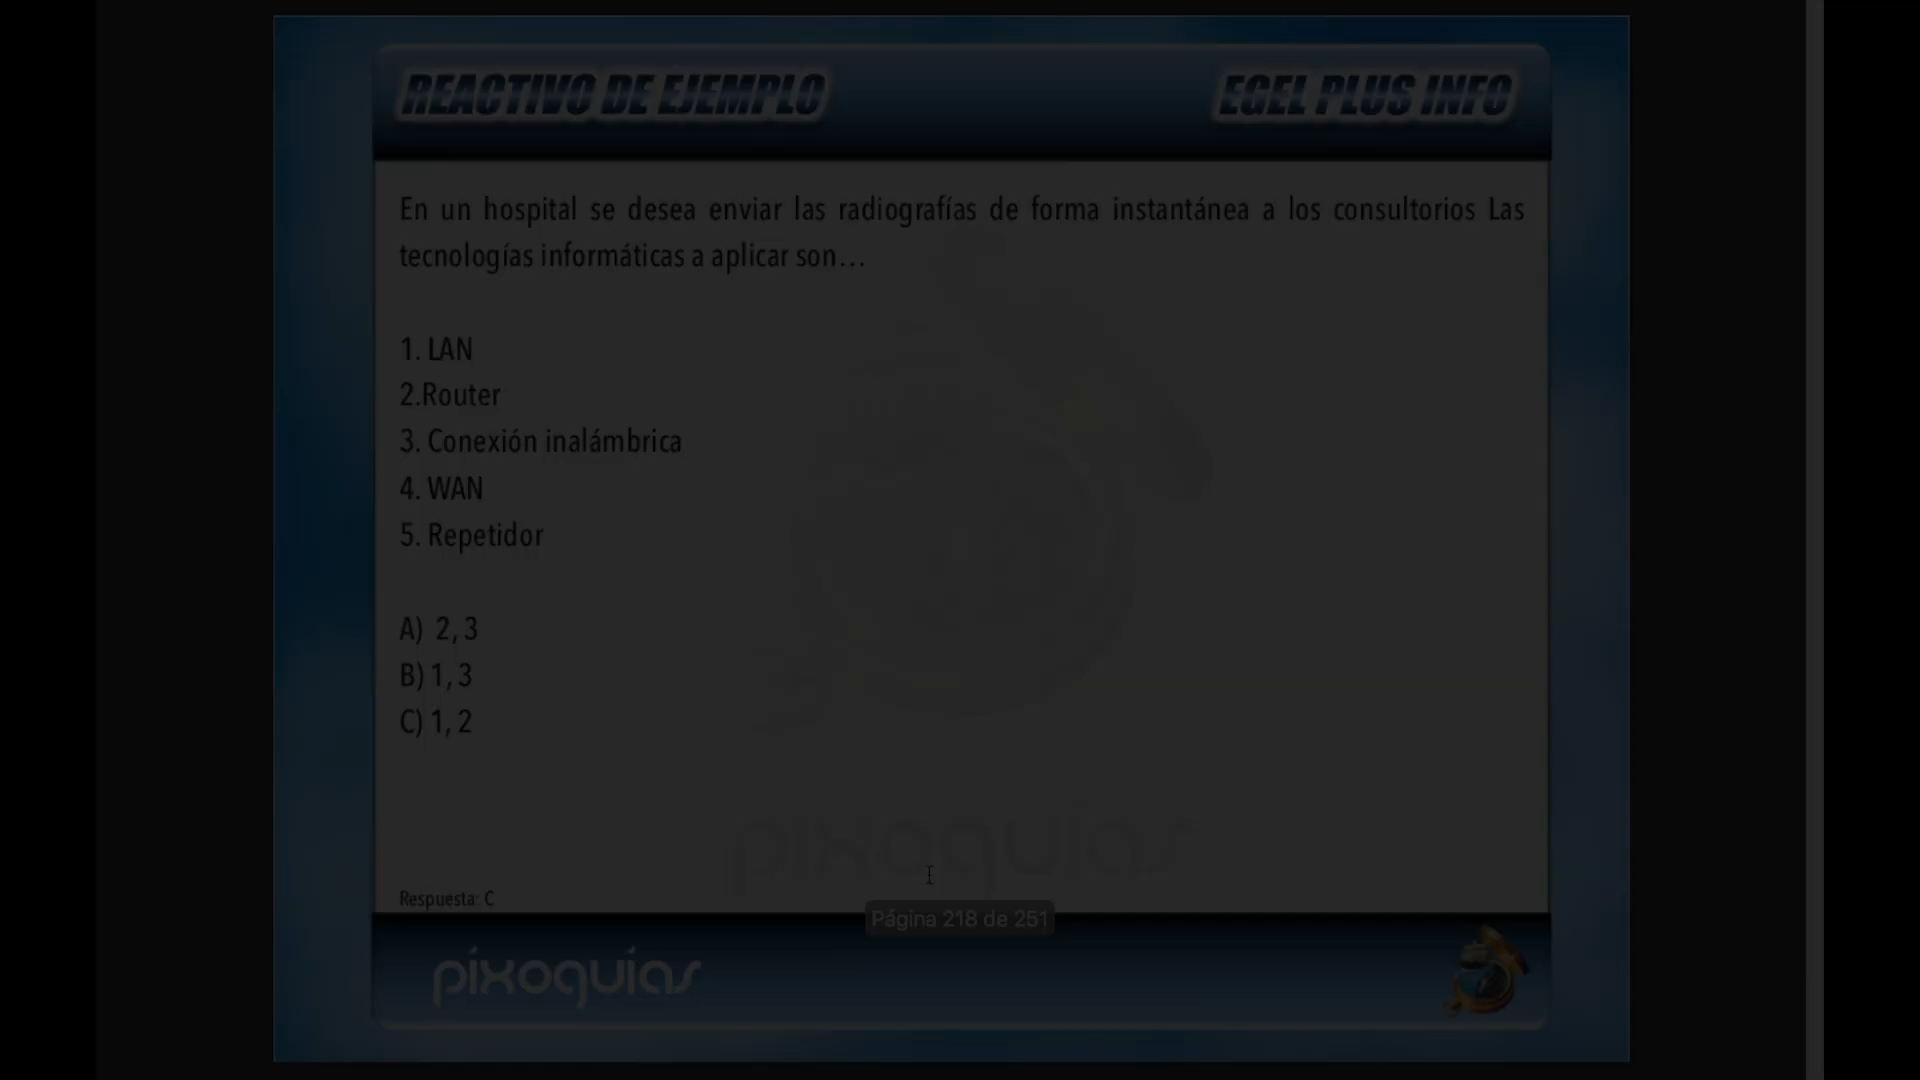 REACTIVO DE EJEMPLO
EGEL PLUS INFO
En un hospital se desea enviar las radiografías de forma instantánea a los consultorios Las
tecnologías informáticas a aplicar son...
1. LAN
2.Router
3. Conexión inalámbrica
4. WAN
5. Repetidor
A) 2, 3
B) 1, 3
C) 1, 2
pixoguías
Respuesta: C
Página 218 de 251
pixoguías